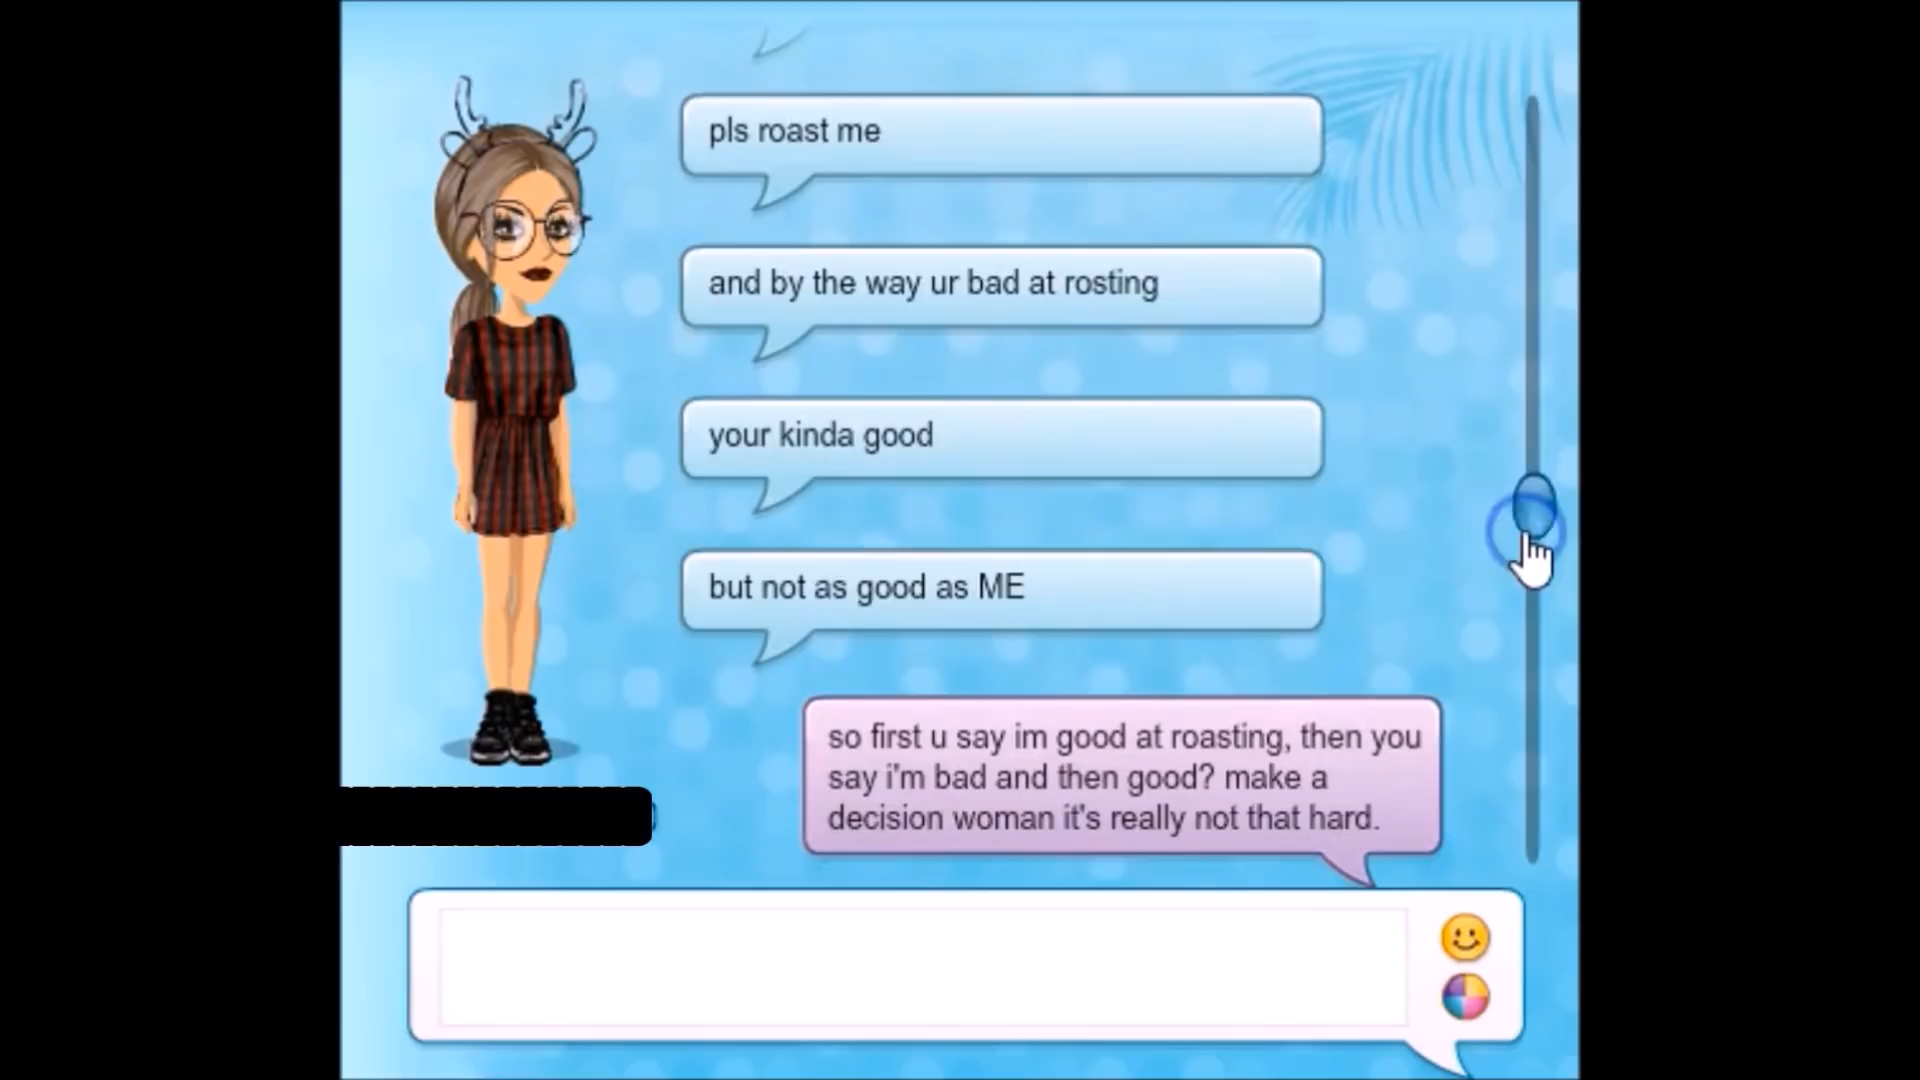 pls roast me
and by the way ur bad at rosting
your kinda good
but not as good as ME
so first u say im good at roasting, then you
say i'm bad and then good? make a
decision woman it's really not that hard.